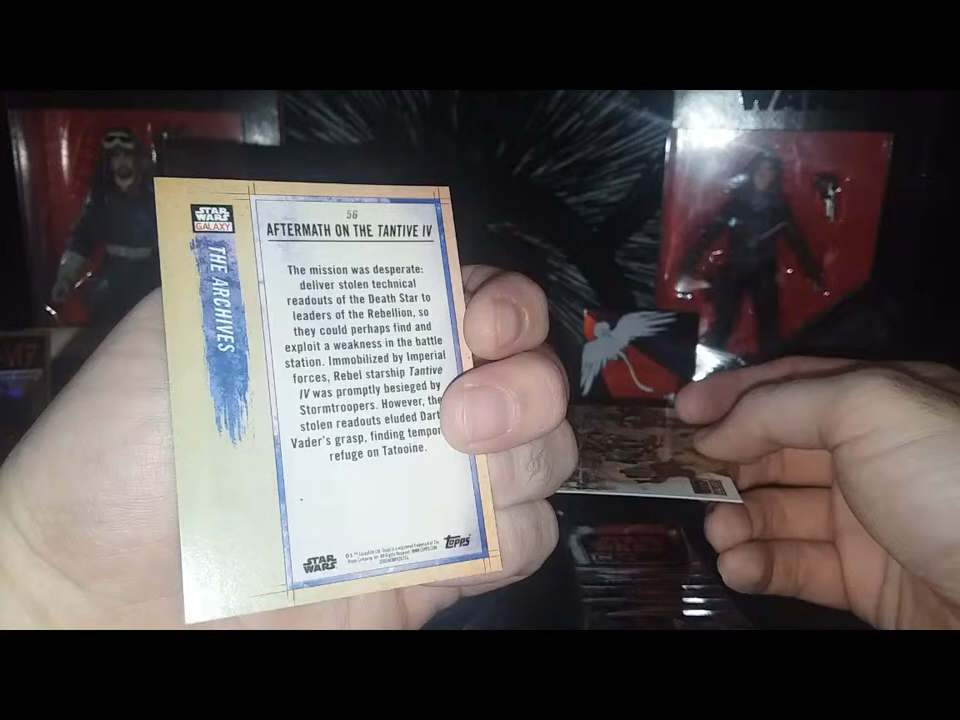 STAR WARS
GALAXY
THE ARCHIVES
56
AFTERMATH ON THE TANTIVE IV
The mission was desperate:
deliver stolen technical
readouts of the Death Star to
leaders of the Rebellion, so
they could perhaps find and
exploit a weakness in the battle
station. Immobilized by Imperial
forces, Rebel starship Tantive
IV was promptly besieged by
Stormtroopers. However, the
stolen readouts eluded Dart
Vader's grasp, finding tempor
refuge on Tatooine.
STAR WARS
topps